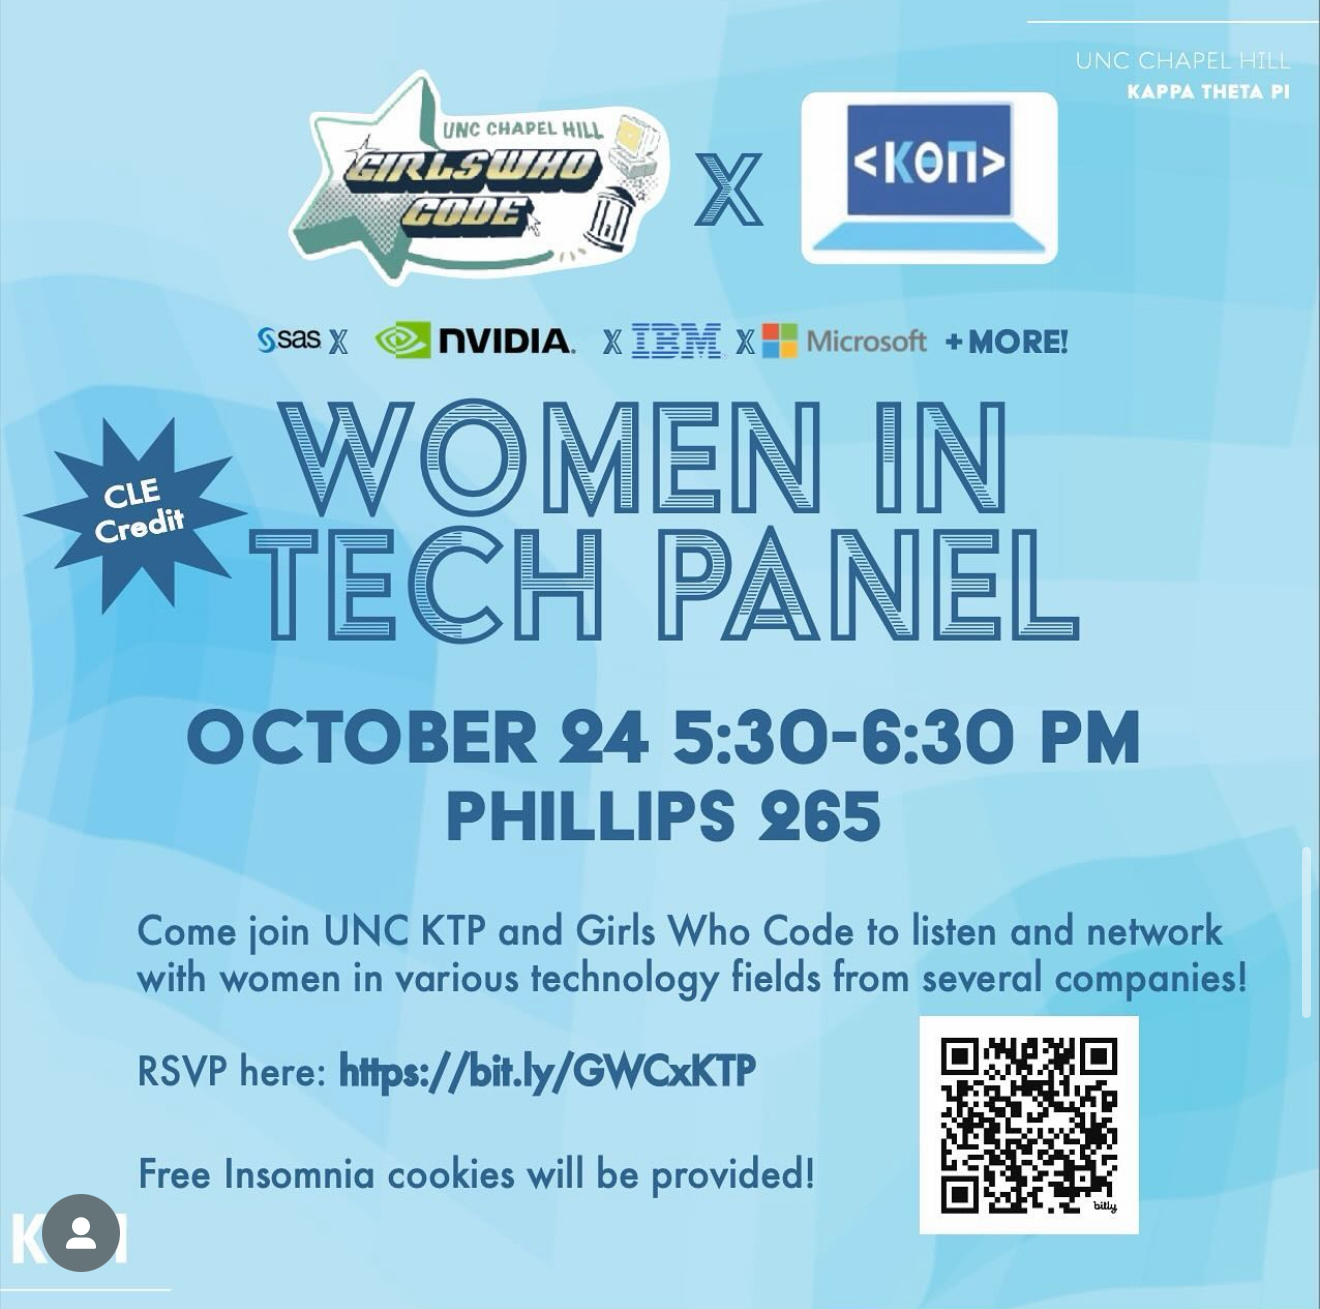 UNC CHAPEL HILL
KAPPA THETA PI
UNC CHAPEL HILL
GIRLS WHO
CODE
X
<KΘΠ>
sas X NVIDIA. X IBM X Microsoft + MORE!
CLE
Credit
WOMEN IN
TECH PANEL
OCTOBER 24 5:30-6:30 PM
PHILLIPS 265
Come join UNC KTP and Girls Who Code to listen and network
with women in various technology fields from several companies!
RSVP here: https://bit.ly/GWCxKTP
Free Insomnia cookies will be provided!
bitly